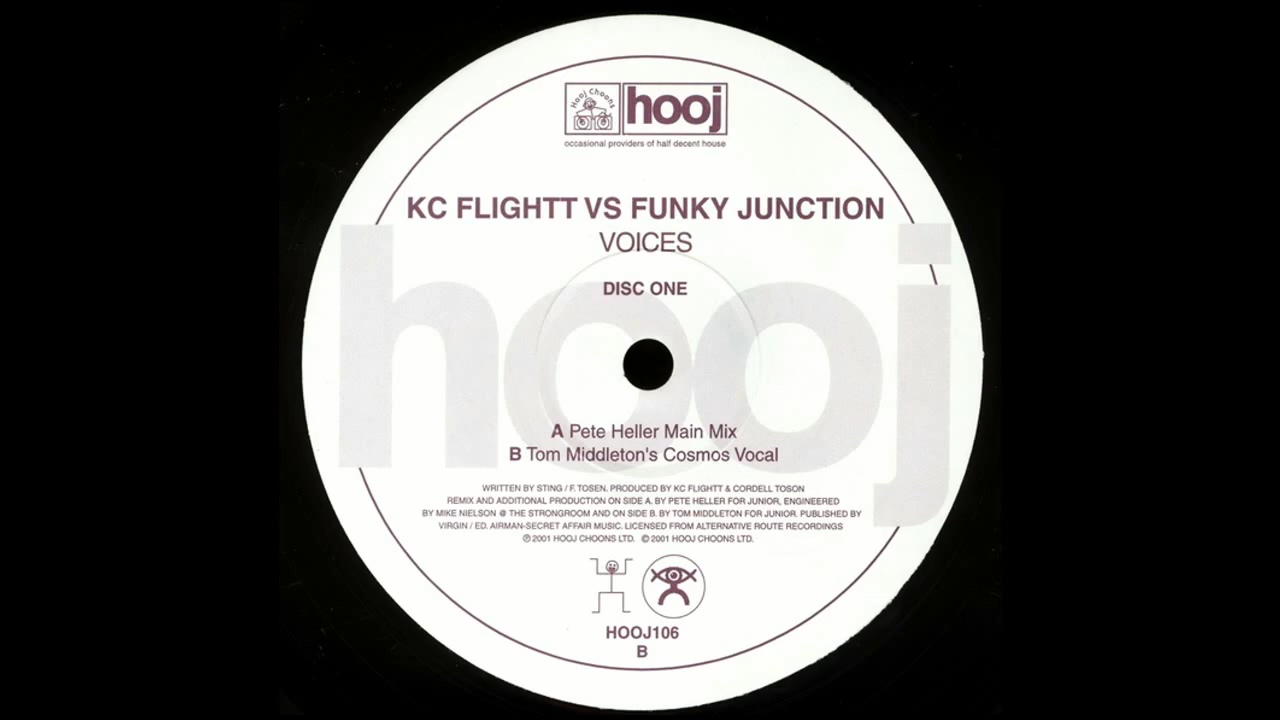 Hooj Choons
hooj
occasional providers of half decent house
KC FLIGHTT VS FUNKY JUNCTION
VOICES
DISC ONE
hooj
A Pete Heller Main Mix
B Tom Middleton's Cosmos Vocal
WRITTEN BY STING / F. TOSEN. PRODUCED BY KC FLIGHTT & CORDELL TOSON
REMIX AND ADDITIONAL PRODUCTION ON SIDE A. BY PETE HELLER FOR JUNIOR, ENGINEERED
BY MIKE NIELSON @ THE STRONGROOM AND ON SIDE B. BY TOM MIDDLETON FOR JUNIOR. PUBLISHED BY
VIRGIN / ED. AIRMAN-SECRET AFFAIR MUSIC. LICENSED FROM ALTERNATIVE ROUTE RECORDINGS
℗ 2001 HOOJ CHOONS LTD. © 2001 HOOJ CHOONS LTD.
HOOJ106
B